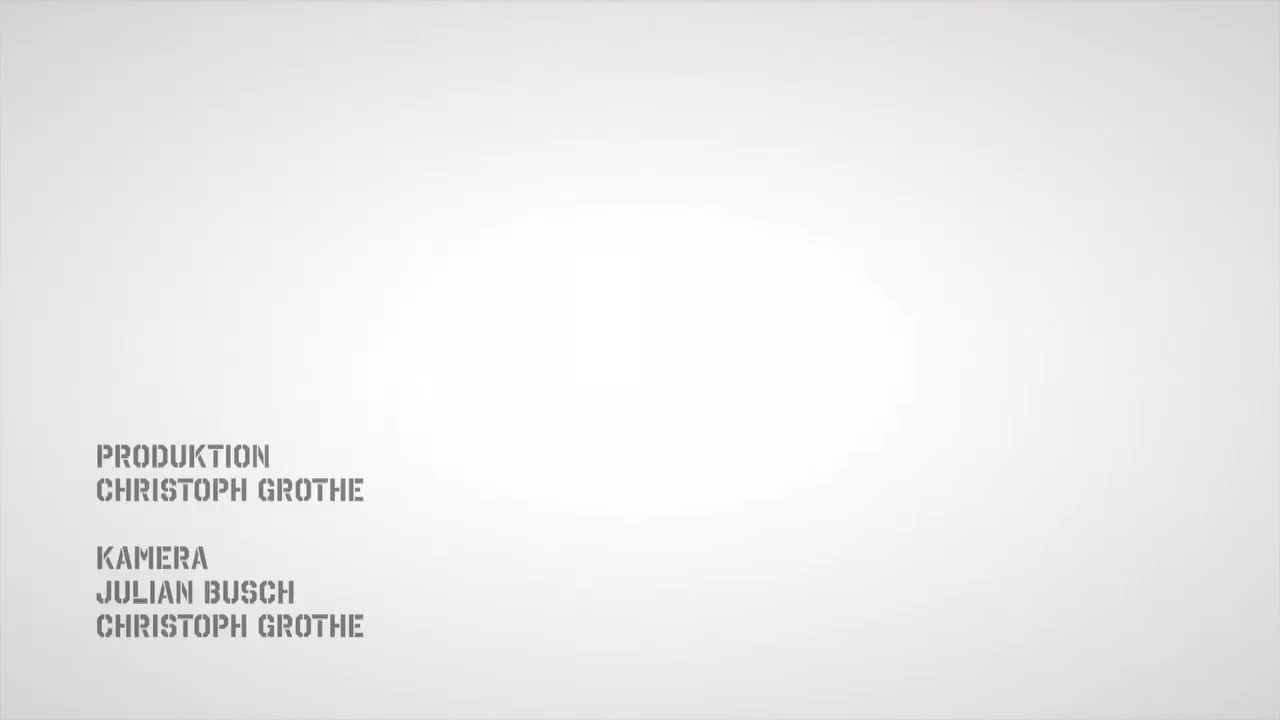 PRODUKTION
CHRISTOPH GROTHE
KAMERA
JULIAN BUSCH
CHRISTOPH GROTHE